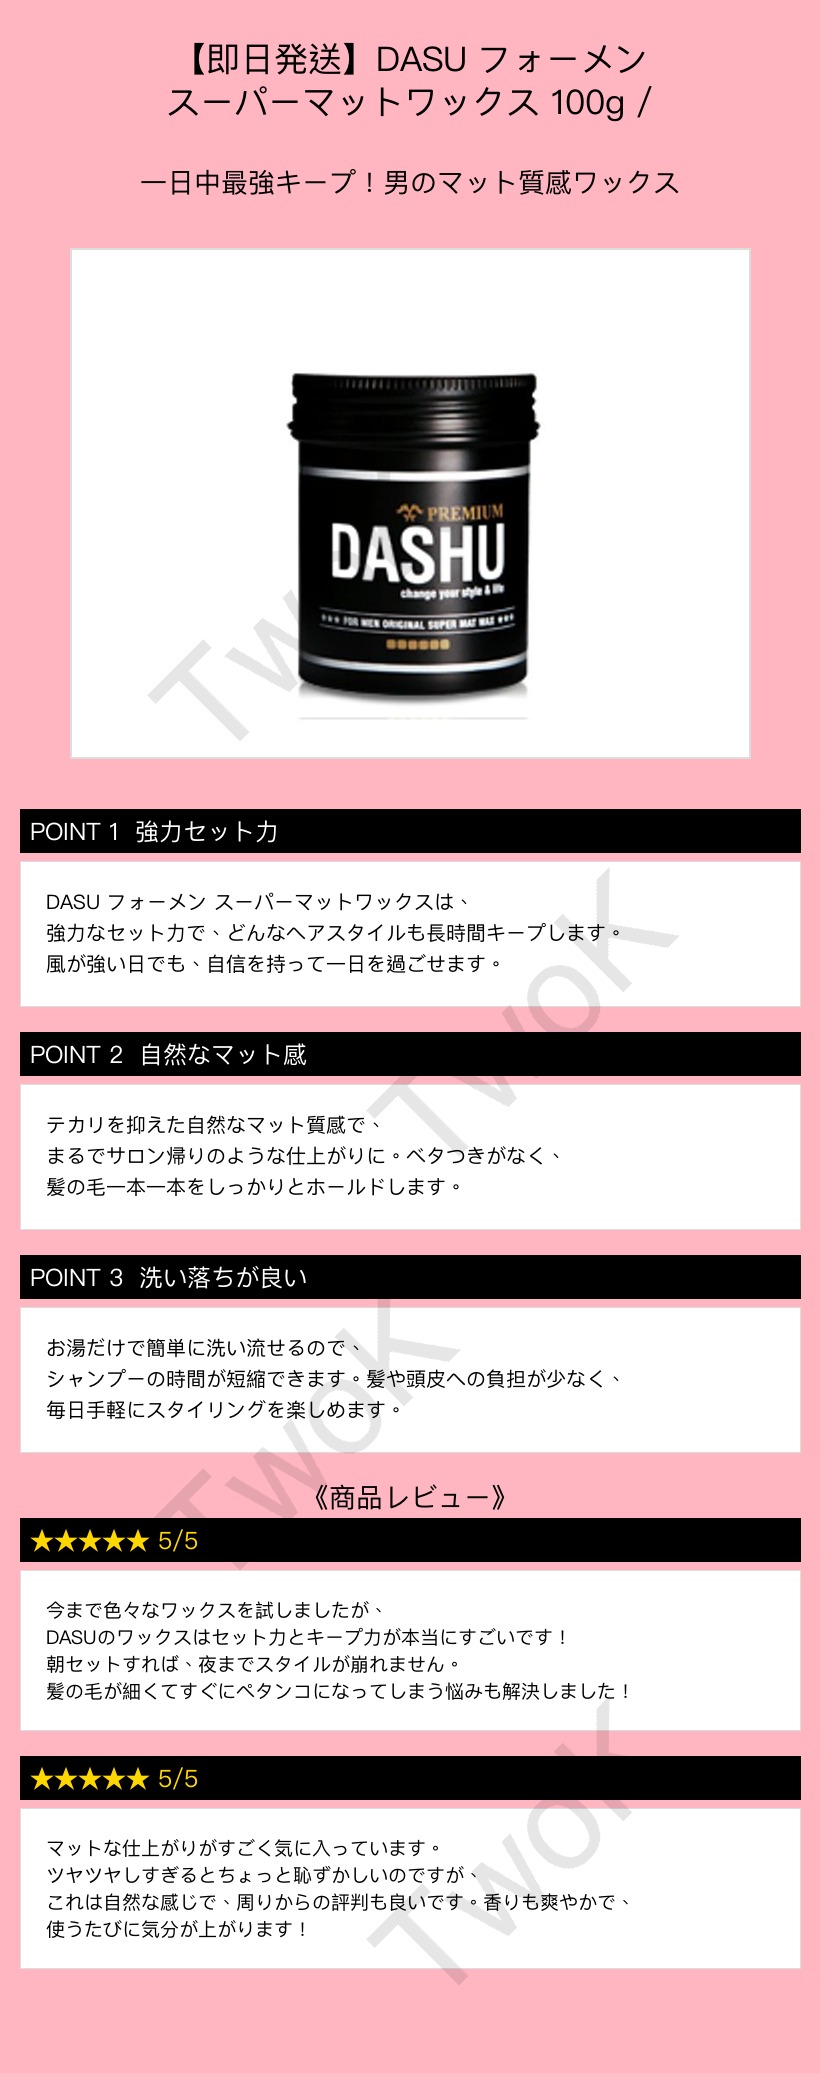 【即日発送】DASU フォーメン
スーパーマットワックス 100g /
一日中最強キープ！男のマット質感ワックス
PREMIUM
DASHU
change your style & life
★★★ FOR MEN ORIGINAL SUPER MAT WAX ★★★
POINT 1 強力セット力
DASU フォーメン スーパーマットワックスは、
強力なセット力で、どんなヘアスタイルも長時間キープします。
風が強い日でも、自信を持って一日を過ごせます。
POINT 2 自然なマット感
テカリを抑えた自然なマット質感で、
まるでサロン帰りのような仕上がりに。ベタつきがなく、
髪の毛一本一本をしっかりとホールドします。
POINT 3 洗い落ちが良い
お湯だけで簡単に洗い流せるので、
シャンプーの時間が短縮できます。髪や頭皮への負担が少なく、
毎日手軽にスタイリングを楽しめます。
《商品レビュー》
★★★★★ 5/5
今まで色々なワックスを試しましたが、
DASUのワックスはセット力とキープ力が本当にすごいです！
朝セットすれば、夜までスタイルが崩れません。
髪の毛が細くてすぐにペタンコになってしまう悩みも解決しました！
★★★★★ 5/5
マットな仕上がりがすごく気に入っています。
ツヤツヤしすぎるとちょっと恥ずかしいのですが、
これは自然な感じで、周りからの評判も良いです。香りも爽やかで、
使うたびに気分が上がります！
TwoK
TwoK
TwoK
TwoK